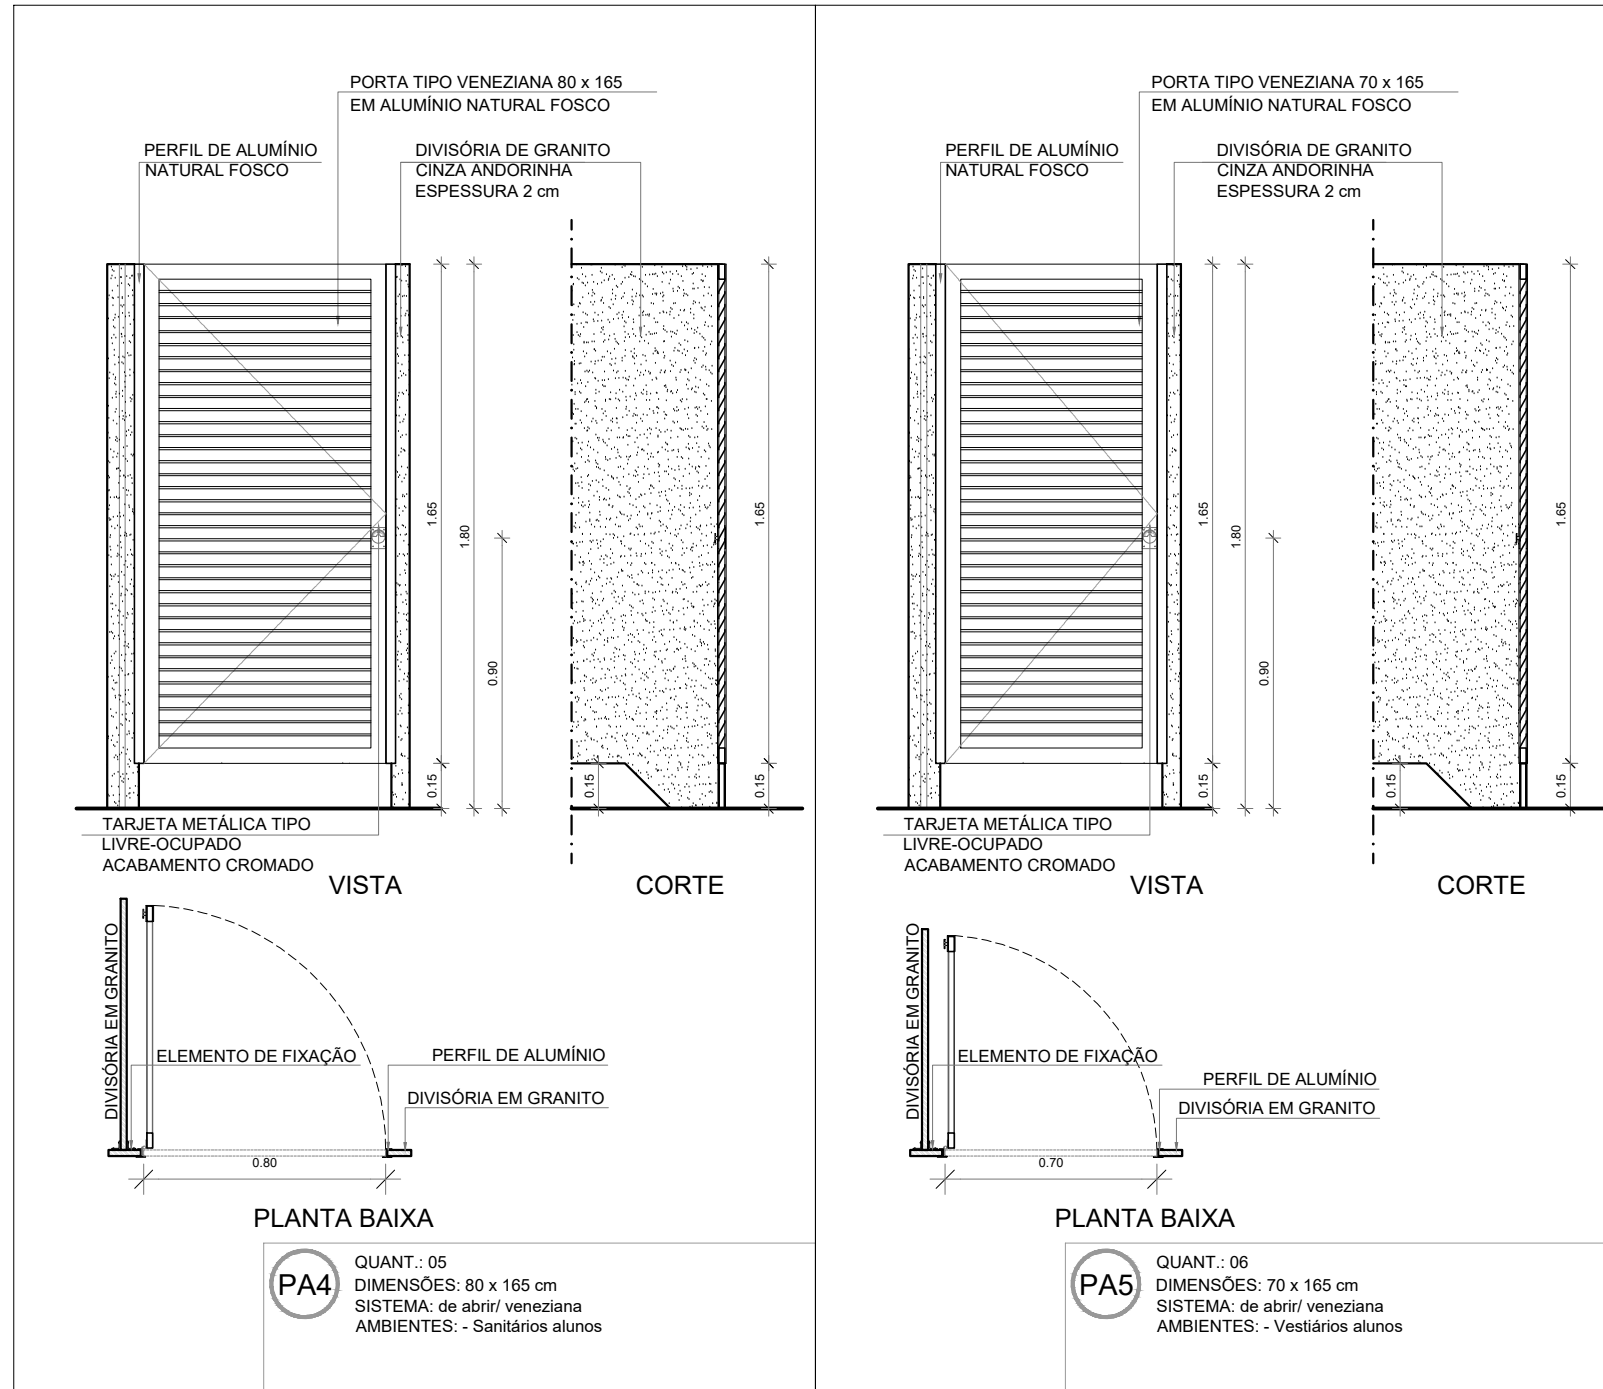 PORTA TIPO VENEZIANA 80 x 165
EM ALUMÍNIO NATURAL FOSCO
PERFIL DE ALUMÍNIO
NATURAL FOSCO
DIVISÓRIA DE GRANITO
CINZA ANDORINHA
ESPESSURA 2 cm
1.65
1.80
0.90
0.15
0.15
1.65
0.15
TARJETA METÁLICA TIPO
LIVRE-OCUPADO
ACABAMENTO CROMADO
VISTA
CORTE
DIVISÓRIA EM GRANITO
ELEMENTO DE FIXAÇÃO
PERFIL DE ALUMÍNIO
DIVISÓRIA EM GRANITO
0.80
PLANTA BAIXA
PA4
QUANT.: 05
DIMENSÕES: 80 x 165 cm
SISTEMA: de abrir/ veneziana
AMBIENTES: - Sanitários alunos
PORTA TIPO VENEZIANA 70 x 165
EM ALUMÍNIO NATURAL FOSCO
PERFIL DE ALUMÍNIO
NATURAL FOSCO
DIVISÓRIA DE GRANITO
CINZA ANDORINHA
ESPESSURA 2 cm
1.65
1.80
0.90
0.15
0.15
1.65
0.15
TARJETA METÁLICA TIPO
LIVRE-OCUPADO
ACABAMENTO CROMADO
VISTA
CORTE
DIVISÓRIA EM GRANITO
ELEMENTO DE FIXAÇÃO
PERFIL DE ALUMÍNIO
DIVISÓRIA EM GRANITO
0.70
PLANTA BAIXA
PA5
QUANT.: 06
DIMENSÕES: 70 x 165 cm
SISTEMA: de abrir/ veneziana
AMBIENTES: - Vestiários alunos